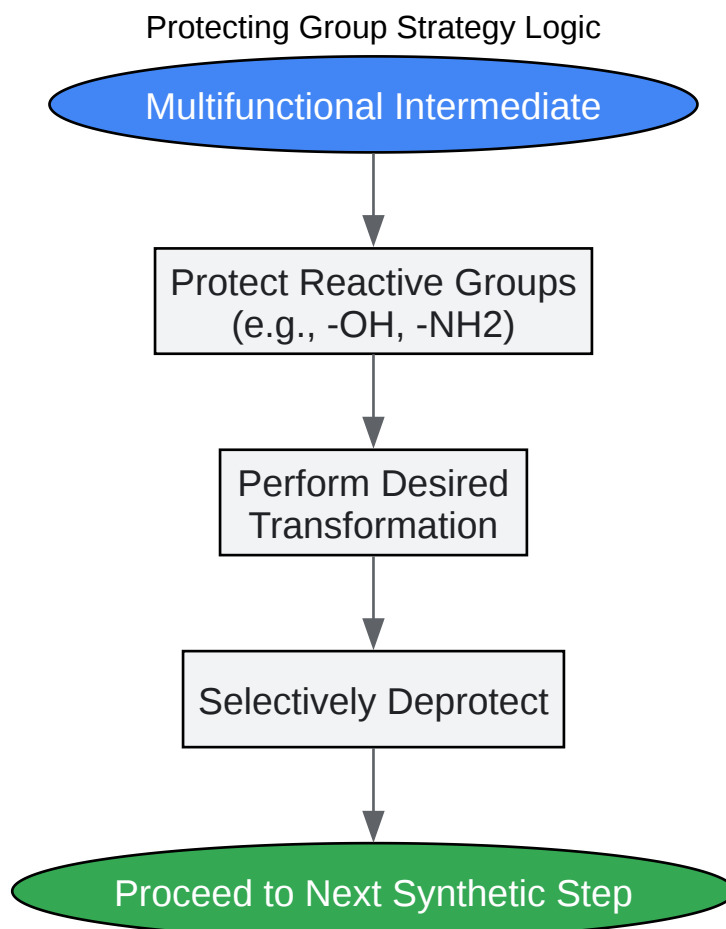 Protecting Group Strategy Logic
Multifunctional Intermediate
Protect Reactive Groups
(e.g., -OH, -NH2)
Perform Desired
Transformation
Selectively Deprotect
Proceed to Next Synthetic Step